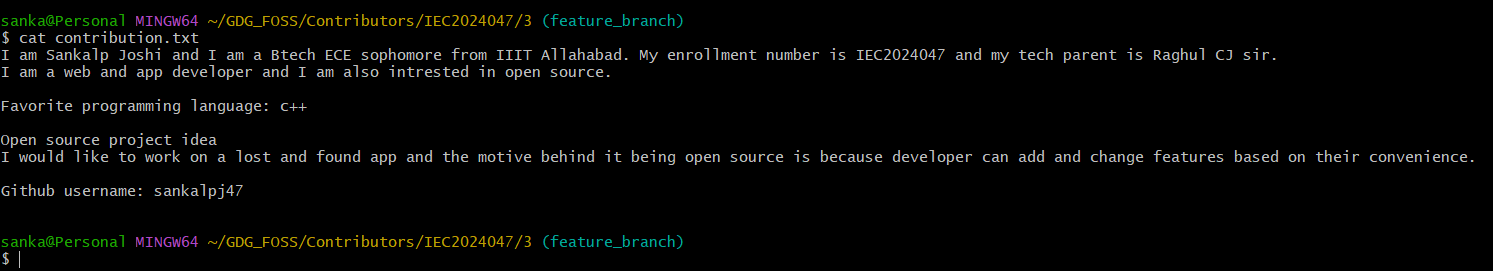 sanka@Personal MINGW64 ~/GDG_FOSS/Contributors/IEC2024047/3 (feature_branch)
$ cat contribution.txt
I am Sankalp Joshi and I am a Btech ECE sophomore from IIIT Allahabad. My enrollment number is IEC2024047 and my tech parent is Raghul CJ sir.
I am a web and app developer and I am also intrested in open source.
Favorite programming language: c++
Open source project idea
I would like to work on a lost and found app and the motive behind it being open source is because developer can add and change features based on their convenience.
Github username: sankalpj47
sanka@Personal MINGW64 ~/GDG_FOSS/Contributors/IEC2024047/3 (feature_branch)
$